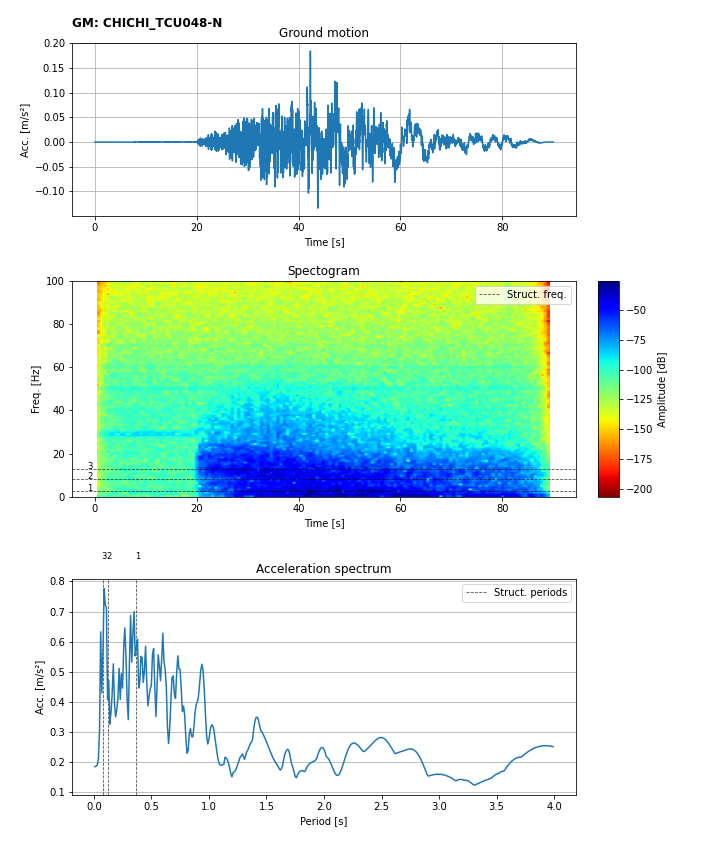 GM: CHICHI_TCU048-N
Ground motion
0.20
0.15
0.10
0.05
0.00
−0.05
−0.10
Acc. [m/s²]
0 20 40 60 80
Time [s]
Spectogram
100
80
60
40
20
0
Freq. [Hz]
Struct. freq.
3
2
1
0 20 40 60 80
Time [s]
−50
−75
−100
−125
−150
−175
−200
Amplitude [dB]
32 1
Acceleration spectrum
0.8
0.7
0.6
0.5
0.4
0.3
0.2
0.1
Acc. [m/s²]
Struct. periods
0.0 0.5 1.0 1.5 2.0 2.5 3.0 3.5 4.0
Period [s]